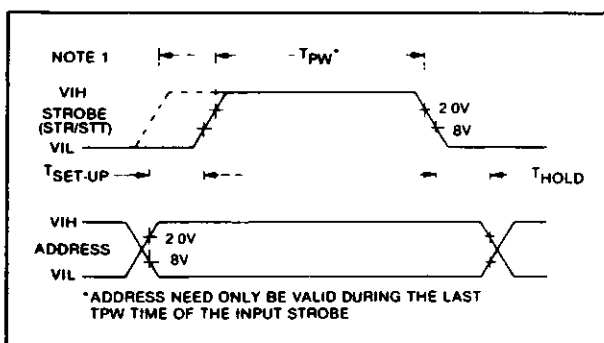 NOTE 1
TPW*
VIH
STROBE
(STR/STT)
VIL
2 0V
8V
TSET-UP
THOLD
VIH
ADDRESS
VIL
2 0V
8V
*ADDRESS NEED ONLY BE VALID DURING THE LAST
TPW TIME OF THE INPUT STROBE